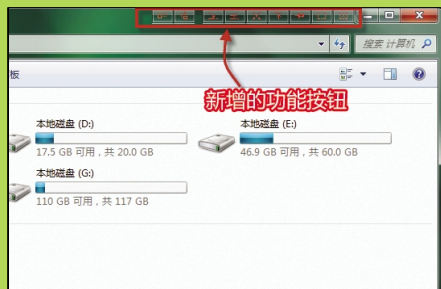 搜索 计算机
板
新增的功能按钮
本地磁盘 (D:)
17.5 GB 可用，共 20.0 GB
本地磁盘 (E:)
46.9 GB 可用，共 60.0 GB
本地磁盘 (G:)
110 GB 可用，共 117 GB